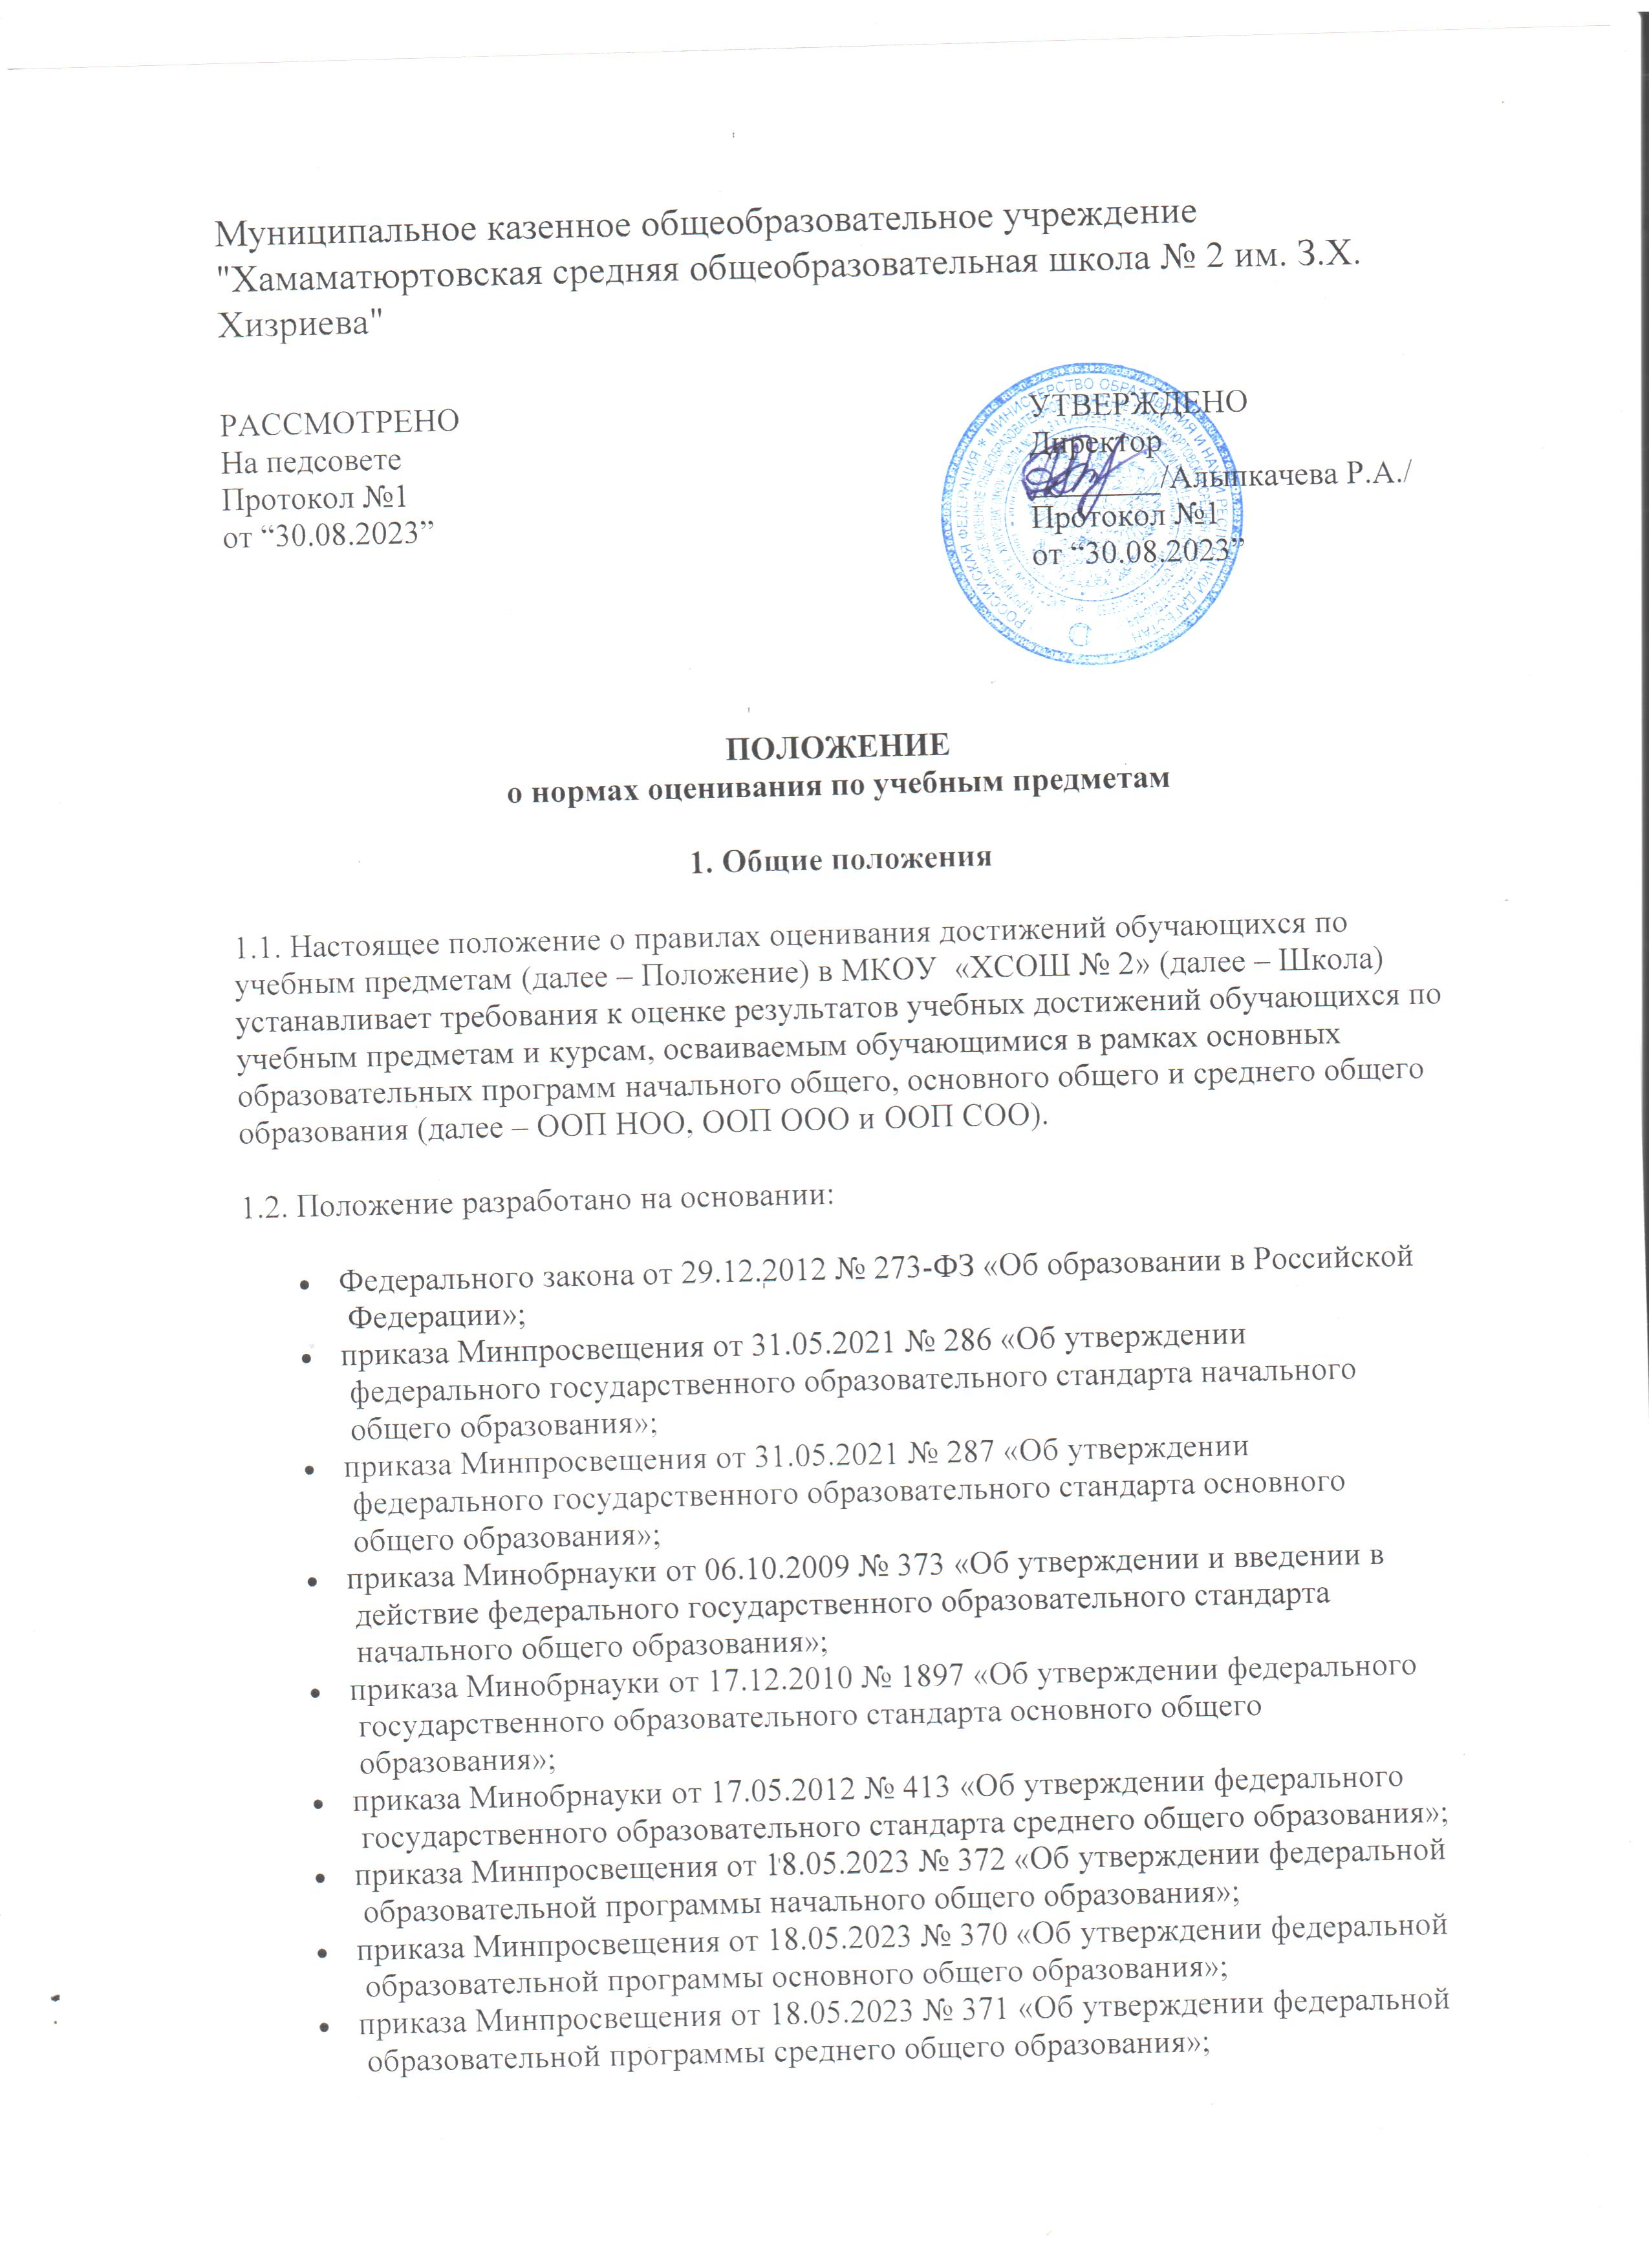 Муниципальное казенное общеобразовательное учреждение
"Хамаматюртовская средняя общеобразовательная школа № 2 им. З.Х.
Хизриева"
РАССМОТРЕНО
На педсовете
Протокол №1
от “30.08.2023”
УТВЕРЖДЕНО
Директор
/Алыпкачева Р.А./
Протокол №1
от “30.08.2023”
РОССИЙСКАЯ ФЕДЕРАЦИЯ * МИНИСТЕРСТВО ОБРАЗОВАНИЯ И НАУКИ РЕСПУБЛИКИ ДАГЕСТАН
ПОЛОЖЕНИЕ
о нормах оценивания по учебным предметам
1. Общие положения
1.1. Настоящее положение о правилах оценивания достижений обучающихся по
учебным предметам (далее – Положение) в МКОУ «ХСОШ № 2» (далее – Школа)
устанавливает требования к оценке результатов учебных достижений обучающихся по
учебным предметам и курсам, осваиваемым обучающимися в рамках основных
образовательных программ начального общего, основного общего и среднего общего
образования (далее – ООП НОО, ООП ООО и ООП СОО).
1.2. Положение разработано на основании:
• Федерального закона от 29.12.2012 № 273-ФЗ «Об образовании в Российской
Федерации»;
• приказа Минпросвещения от 31.05.2021 № 286 «Об утверждении
федерального государственного образовательного стандарта начального
общего образования»;
• приказа Минпросвещения от 31.05.2021 № 287 «Об утверждении
федерального государственного образовательного стандарта основного
общего образования»;
• приказа Минобрнауки от 06.10.2009 № 373 «Об утверждении и введении в
действие федерального государственного образовательного стандарта
начального общего образования»;
• приказа Минобрнауки от 17.12.2010 № 1897 «Об утверждении федерального
государственного образовательного стандарта основного общего
образования»;
• приказа Минобрнауки от 17.05.2012 № 413 «Об утверждении федерального
государственного образовательного стандарта среднего общего образования»;
• приказа Минпросвещения от 18.05.2023 № 372 «Об утверждении федеральной
образовательной программы начального общего образования»;
• приказа Минпросвещения от 18.05.2023 № 370 «Об утверждении федеральной
образовательной программы основного общего образования»;
• приказа Минпросвещения от 18.05.2023 № 371 «Об утверждении федеральной
образовательной программы среднего общего образования»;